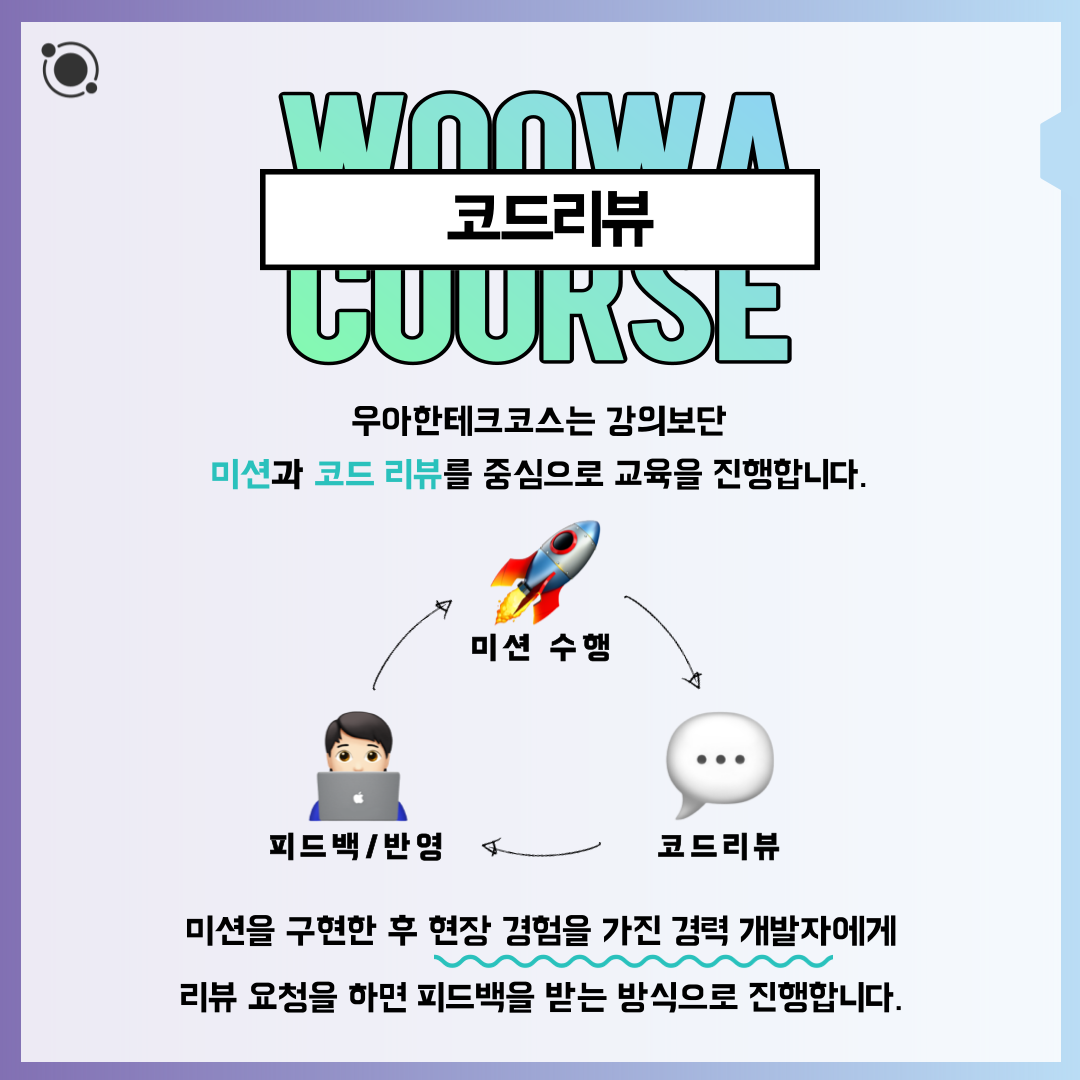 WOOWA
코드리뷰
COURSE
우아한테크코스는 강의보단
미션과 코드 리뷰를 중심으로 교육을 진행합니다.
미션 수행
피드백/반영
코드리뷰
미션을 구현한 후 현장 경험을 가진 경력 개발자에게
리뷰 요청을 하면 피드백을 받는 방식으로 진행합니다.